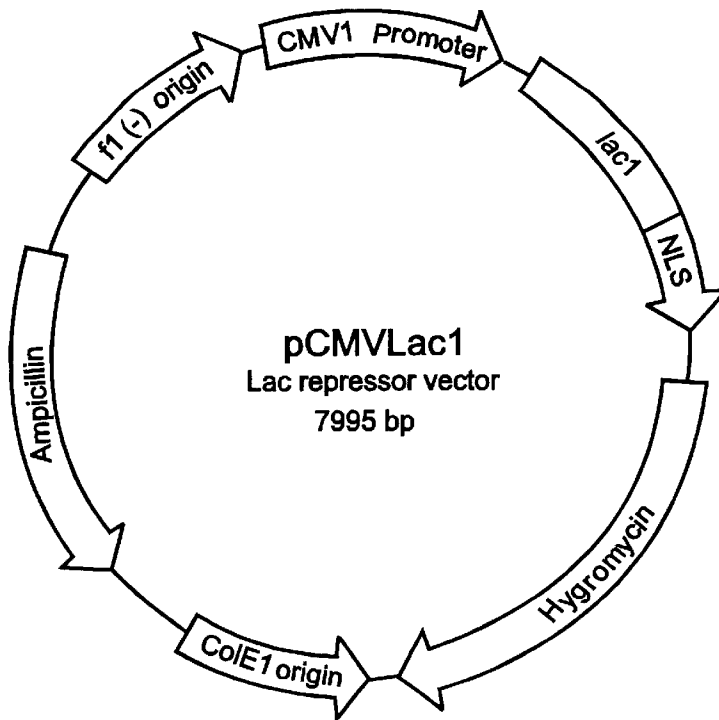 CMV1 Promoter
lac1
NLS
Hygromycin
ColE1 origin
Ampicillin
f1 (-) origin
pCMVLac1
Lac repressor vector
7995 bp